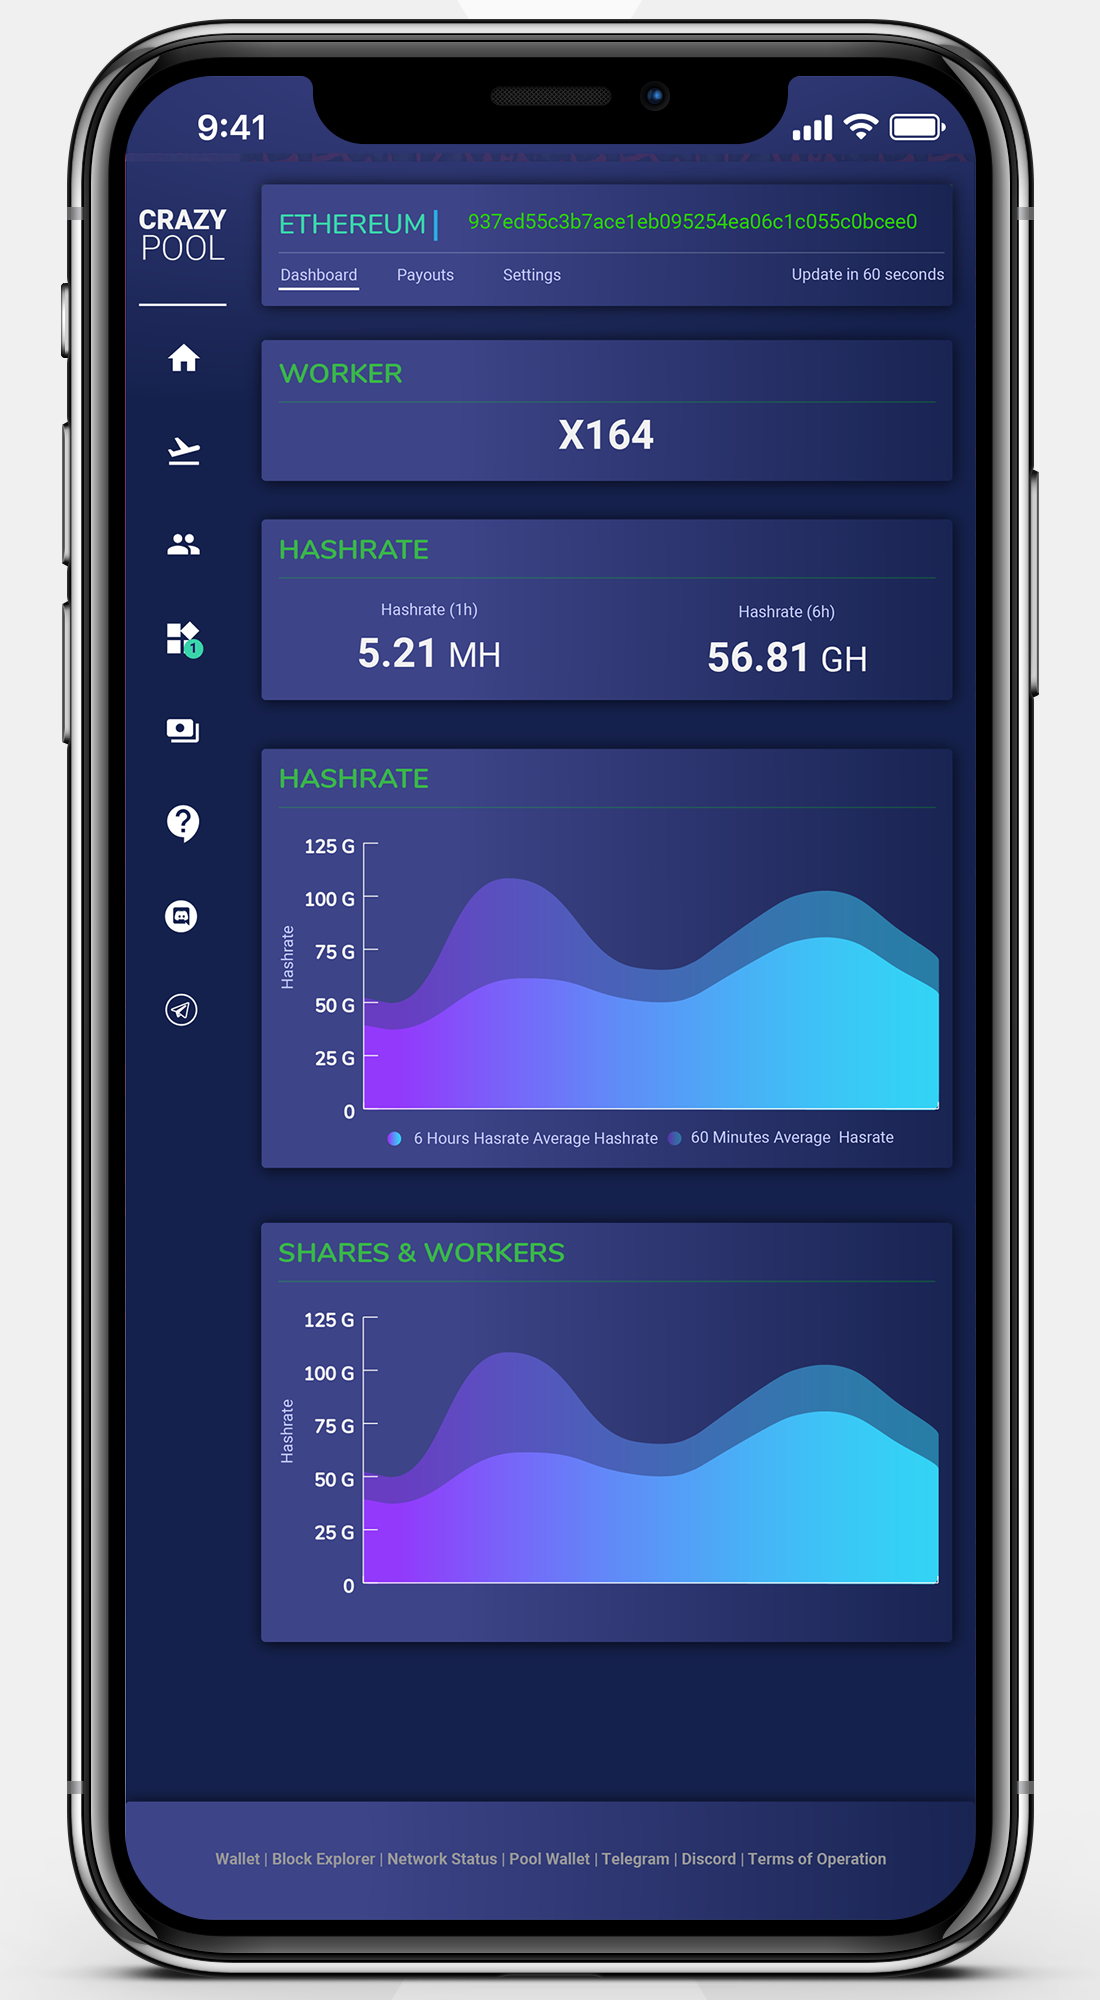 9:41
CRAZY
POOL
ETHEREUM
937ed55c3b7ace1eb095254ea06c1c055c0bcee0
Dashboard Payouts Settings Update in 60 seconds
WORKER
X164
HASHRATE
Hashrate (1h)
5.21 MH
Hashrate (6h)
56.81 GH
1
HASHRATE
125 G
100 G
75 G
50 G
25 G
0
Hashrate
6 Hours Hasrate Average Hashrate
60 Minutes Average Hasrate
SHARES & WORKERS
125 G
100 G
75 G
50 G
25 G
0
Hashrate
Wallet | Block Explorer | Network Status | Pool Wallet | Telegram | Discord | Terms of Operation